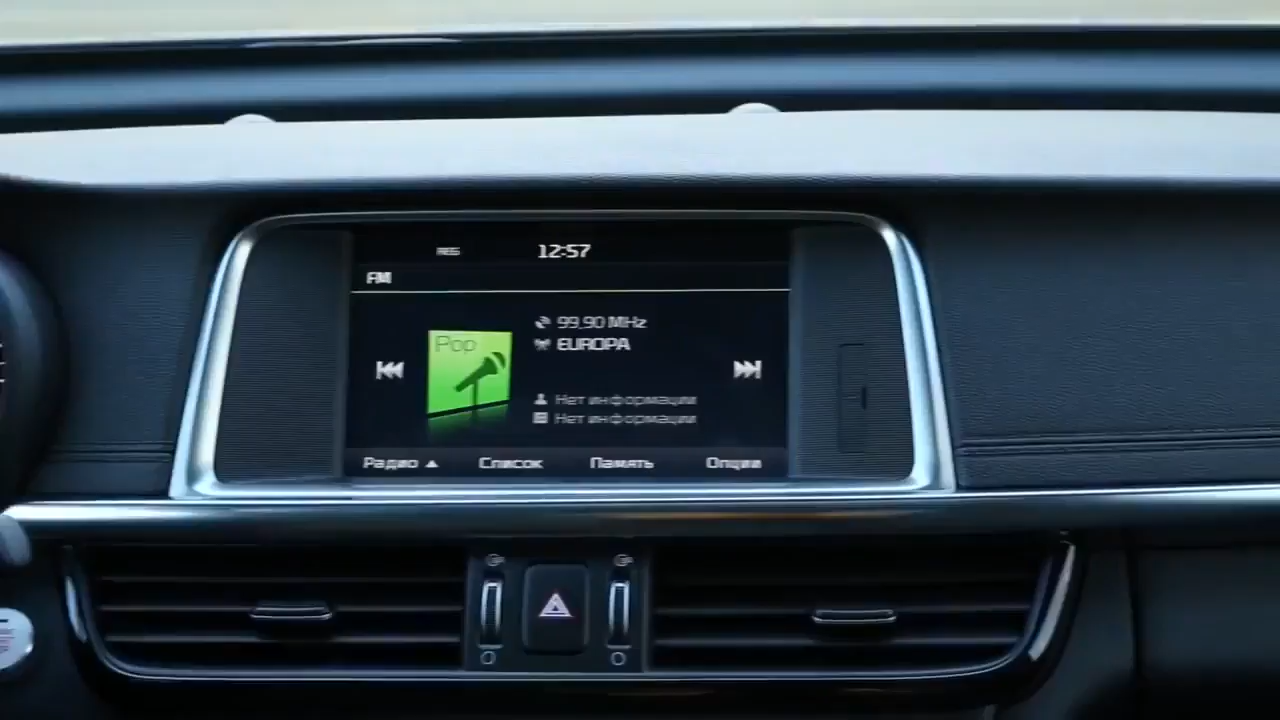 12:57
FM
Pop
99.90 MHz
EUROPA
Нет информации
Нет информации
Радио Список Память Опции